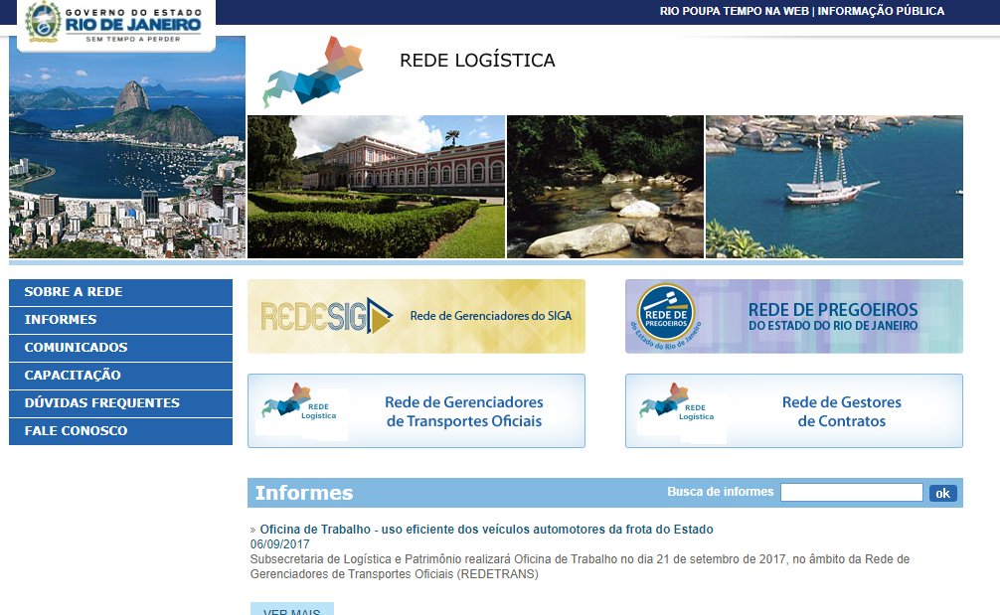 GOVERNO DO ESTADO
RIO DE JANEIRO
SEM TEMPO A PERDER
RIO POUPA TEMPO NA WEB | INFORMAÇÃO PÚBLICA
REDE LOGÍSTICA
SOBRE A REDE
INFORMES
COMUNICADOS
CAPACITAÇÃO
DÚVIDAS FREQUENTES
FALE CONOSCO
REDESIGA
Rede de Gerenciadores do SIGA
REDE DE
PREGOEIROS
do Estado do Rio de Janeiro
REDE DE PREGOEIROS
DO ESTADO DO RIO DE JANEIRO
REDE
Logística
Rede de Gerenciadores
de Transportes Oficiais
REDE
Logística
Rede de Gestores
de Contratos
Informes
Busca de informes
ok
» Oficina de Trabalho - uso eficiente dos veículos automotores da frota do Estado
06/09/2017
Subsecretaria de Logística e Patrimônio realizará Oficina de Trabalho no dia 21 de setembro de 2017, no âmbito da Rede de
Gerenciadores de Transportes Oficiais (REDETRANS)
VER MAIS